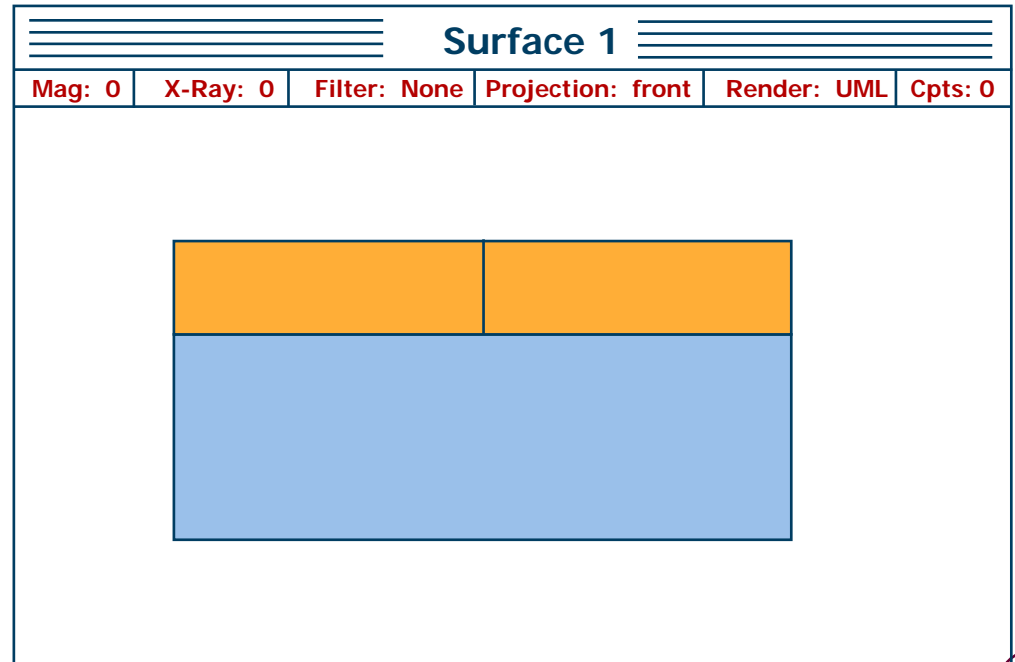 Surface 1
Mag: 0 X-Ray: 0 Filter: None Projection: front Render: UML Cpts: 0